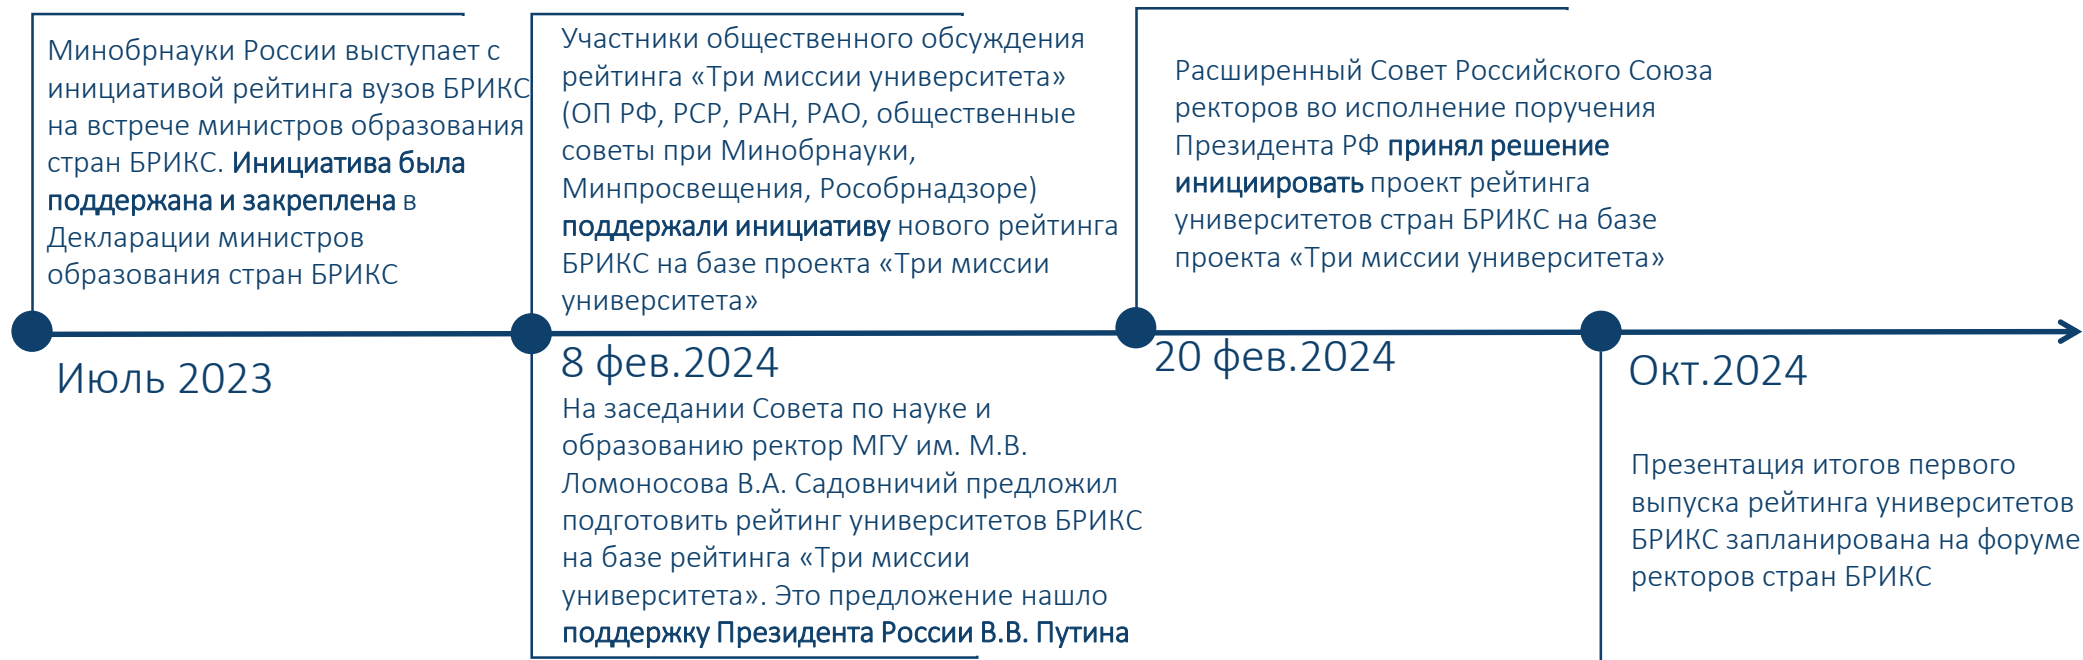 Минобрнауки России выступает с
инициативой рейтинга вузов БРИКС
на встрече министров образования
стран БРИКС. Инициатива была
поддержана и закреплена в
Декларации министров
образования стран БРИКС
Июль 2023
Участники общественного обсуждения
рейтинга «Три миссии университета»
(ОП РФ, РСР, РАН, РАО, общественные
советы при Минобрнауки,
Минпросвещения, Рособрнадзоре)
поддержали инициативу нового рейтинга
БРИКС на базе проекта «Три миссии
университета»
8 фев.2024
На заседании Совета по науке и
образованию ректор МГУ им. М.В.
Ломоносова В.А. Садовничий предложил
подготовить рейтинг университетов БРИКС
на базе рейтинга «Три миссии
университета». Это предложение нашло
поддержку Президента России В.В. Путина
Расширенный Совет Российского Союза
ректоров во исполнение поручения
Президента РФ принял решение
инициировать проект рейтинга
университетов стран БРИКС на базе
проекта «Три миссии университета»
20 фев.2024
Окт.2024
Презентация итогов первого
выпуска рейтинга университетов
БРИКС запланирована на форуме
ректоров стран БРИКС